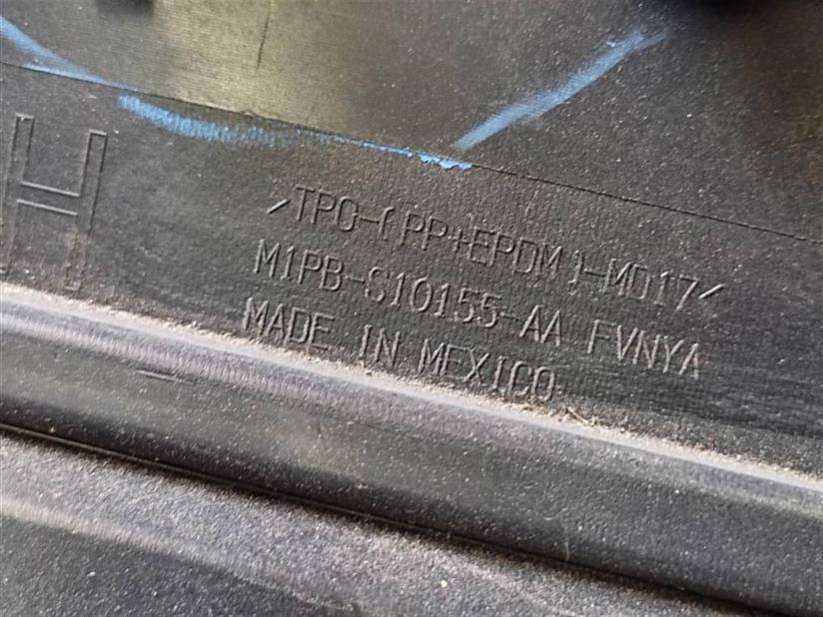 H
>TPO-(PP+EPDM)-MD17<
M1PB-S10155-AA FVNYA
MADE IN MEXICO